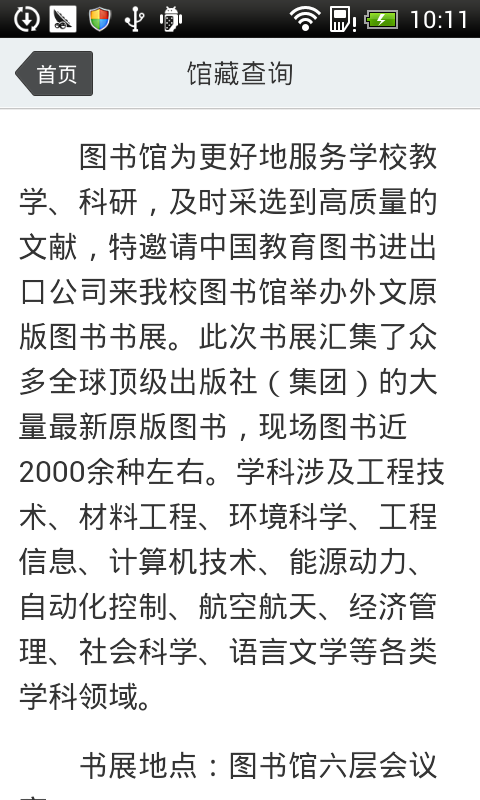 10:11
首页
馆藏查询
图书馆为更好地服务学校教
学、科研，及时采选到高质量的
文献，特邀请中国教育图书进出
口公司来我校图书馆举办外文原
版图书书展。此次书展汇集了众
多全球顶级出版社（集团）的大
量最新原版图书，现场图书近
2000余种左右。学科涉及工程技
术、材料工程、环境科学、工程
信息、计算机技术、能源动力、
自动化控制、航空航天、经济管
理、社会科学、语言文学等各类
学科领域。
书展地点：图书馆六层会议